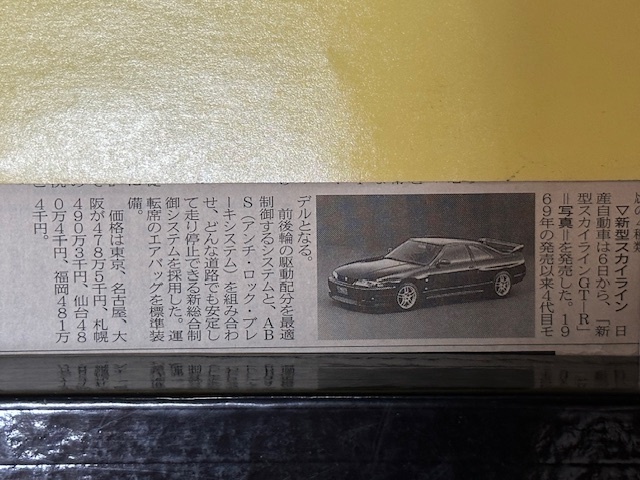 ▽新型スカイライン　日
産自動車は6日から、「新
型スカイラインGT-R」
＝写真＝を発売した。19
69年の発売以来4代目モ
デルとなる。
前後輪の駆動配分を最適
制御するシステムと、AB
S（アンチ・ロック・ブレ
ーキシステム）を組み合わ
せ、どんな道路でも安定し
て走り停止できる新総合制
御システムを採用した。運
転席のエアバッグを標準装
備。
価格は東京、名古屋、大
阪が478万5千円、札幌
490万3千円、仙台48
0万4千円、福岡481万
4千円。